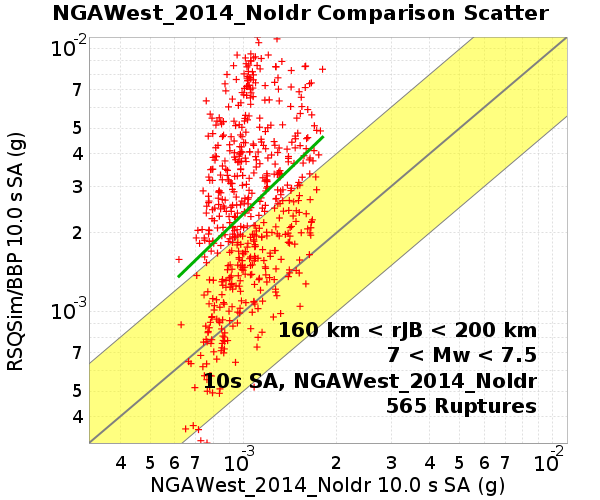 NGAWest_2014_NoIdr Comparison Scatter
RSQSim/BBP 10.0 s SA (g)
10-2
7
5
4
3
2
10-3
7
5
4
160 km < rJB < 200 km
7 < Mw < 7.5
10s SA, NGAWest_2014_NoIdr
565 Ruptures
4 5 6 7 10-3 2 3 4 5 6 7 10-2
NGAWest_2014_NoIdr 10.0 s SA (g)